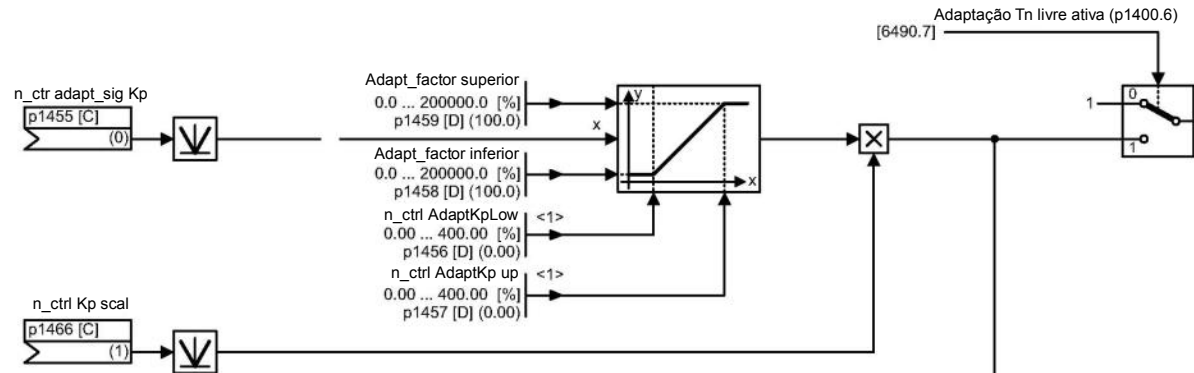 Adaptação Tn livre ativa (p1400.6)
[6490.7]
Adapt_factor superior
0.0 ... 200000.0 [%]
p1459 [D] (100.0)
n_ctr adapt_sig Kp
p1455 [C]
(0)
x
y
x
0
1
1
Adapt_factor inferior
0.0 ... 200000.0 [%]
p1458 [D] (100.0)
n_ctrl AdaptKpLow <1>
0.00 ... 400.00 [%]
p1456 [D] (0.00)
n_ctrl AdaptKp up <1>
0.00 ... 400.00 [%]
p1457 [D] (0.00)
n_ctrl Kp scal
p1466 [C]
(1)